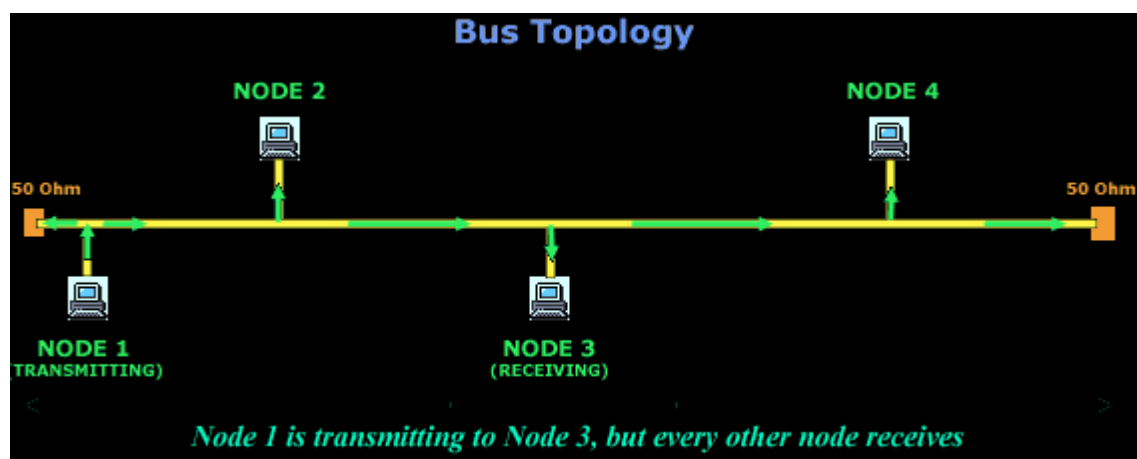 Bus Topology
NODE 2
NODE 4
50 Ohm
50 Ohm
NODE 1
(TRANSMITTING)
NODE 3
(RECEIVING)
Node 1 is transmitting to Node 3, but every other node receives